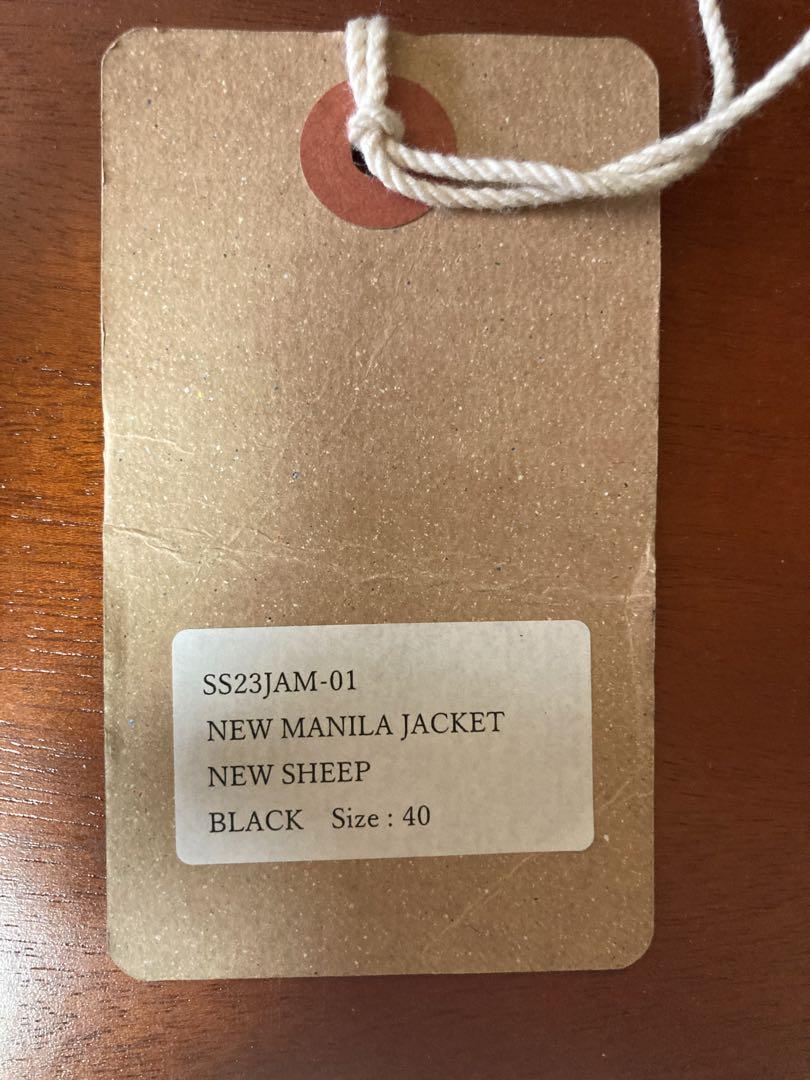 SS23JAM-01
NEW MANILA JACKET
NEW SHEEP
BLACK Size : 40